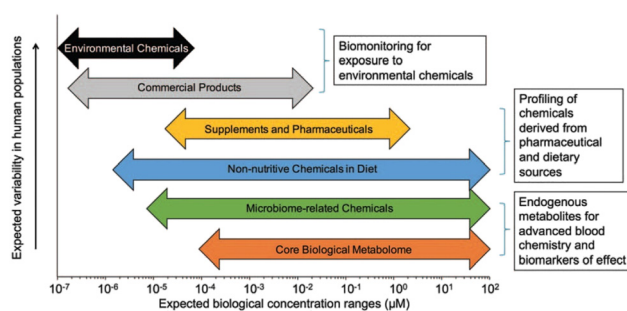 Expected variability in human populations
Environmental Chemicals
Commercial Products
Supplements and Pharmaceuticals
Non-nutritive Chemicals in Diet
Microbiome-related Chemicals
Core Biological Metabolome
Biomonitoring for
exposure to
environmental chemicals
Profiling of
chemicals
derived from
pharmaceutical
and dietary
sources
Endogenous
metabolites for
advanced blood
chemistry and
biomarkers of effect
10⁻⁷ 10⁻⁶ 10⁻⁵ 10⁻⁴ 10⁻³ 10⁻² 10⁻¹ 10⁰ 10¹ 10²
Expected biological concentration ranges (µM)